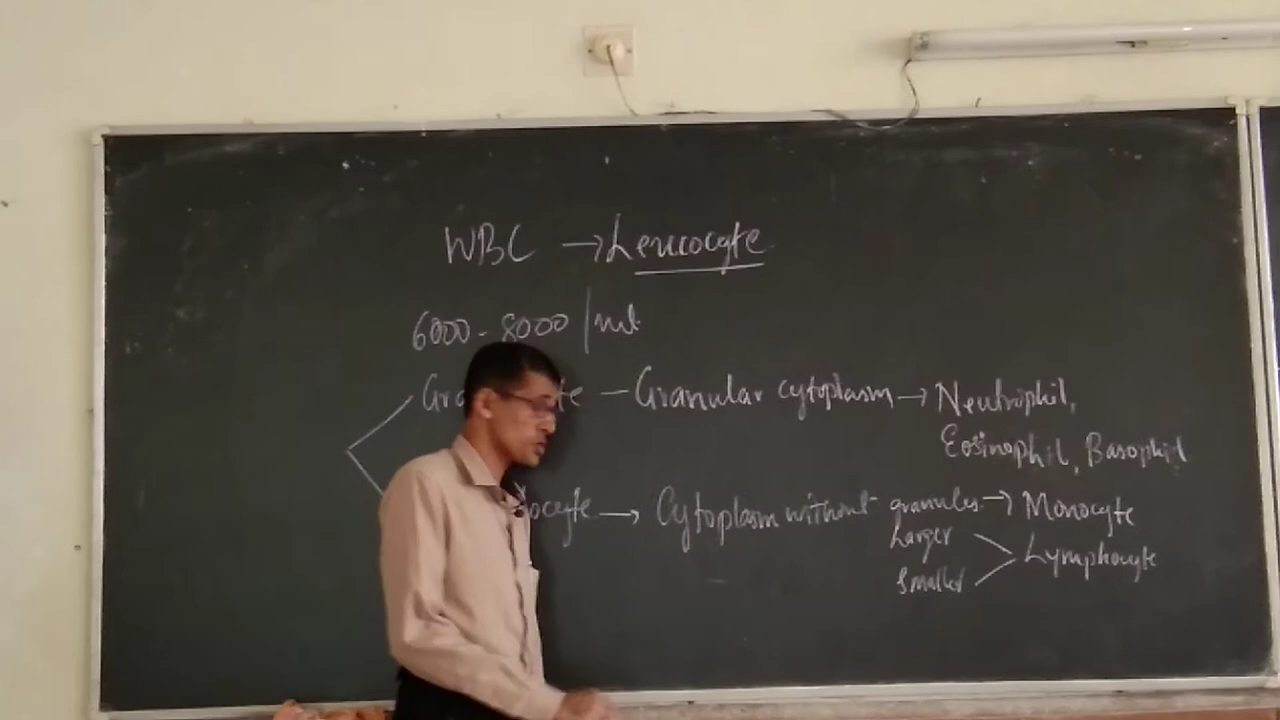 WBC → Leucocyte
6000 - 8000 / ml
Granular cytoplasm → Neutrophil,
Eosinophil, Basophil
→ Cytoplasm without granules → Monocyte
Larger
Lymphocyte
Smaller